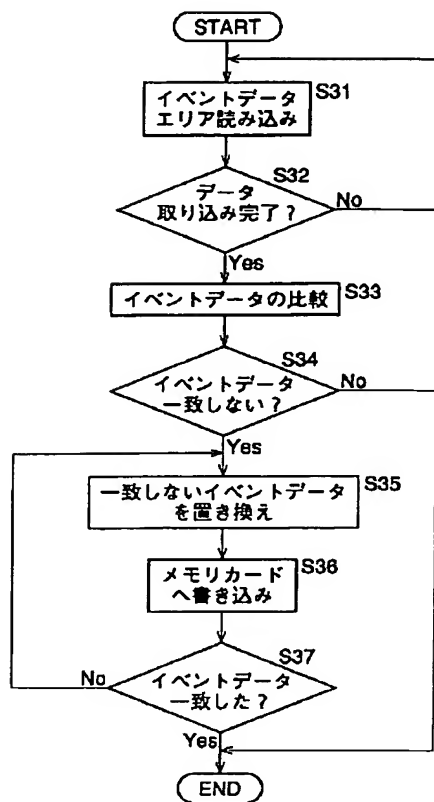 START
イベントデータ
エリア読み込み
S31
データ
取り込み完了？
S32
No
Yes
イベントデータの比較
S33
イベントデータ
一致しない？
S34
No
Yes
一致しないイベントデータ
を置き換え
S35
メモリカード
へ書き込み
S36
イベントデータ
一致した？
S37
No
Yes
END